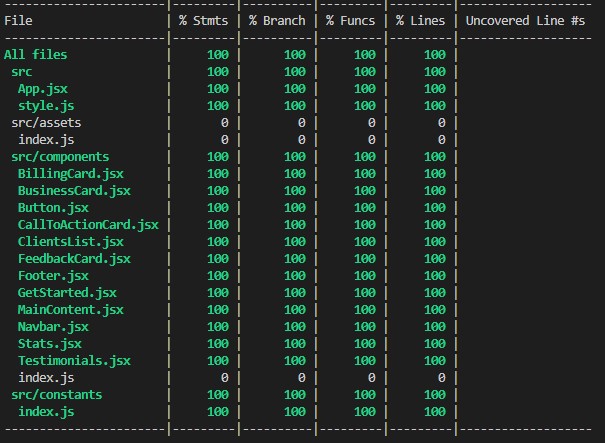 File | % Stmts | % Branch | % Funcs | % Lines | Uncovered Line #s
All files | 100 | 100 | 100 | 100 |
src | 100 | 100 | 100 | 100 |
App.jsx | 100 | 100 | 100 | 100 |
style.js | 100 | 100 | 100 | 100 |
src/assets | 0 | 0 | 0 | 0 |
index.js | 0 | 0 | 0 | 0 |
src/components | 100 | 100 | 100 | 100 |
BillingCard.jsx | 100 | 100 | 100 | 100 |
BusinessCard.jsx | 100 | 100 | 100 | 100 |
Button.jsx | 100 | 100 | 100 | 100 |
CallToActionCard.jsx | 100 | 100 | 100 | 100 |
ClientsList.jsx | 100 | 100 | 100 | 100 |
FeedbackCard.jsx | 100 | 100 | 100 | 100 |
Footer.jsx | 100 | 100 | 100 | 100 |
GetStarted.jsx | 100 | 100 | 100 | 100 |
MainContent.jsx | 100 | 100 | 100 | 100 |
Navbar.jsx | 100 | 100 | 100 | 100 |
Stats.jsx | 100 | 100 | 100 | 100 |
Testimonials.jsx | 100 | 100 | 100 | 100 |
index.js | 0 | 0 | 0 | 0 |
src/constants | 100 | 100 | 100 | 100 |
index.js | 100 | 100 | 100 | 100 |